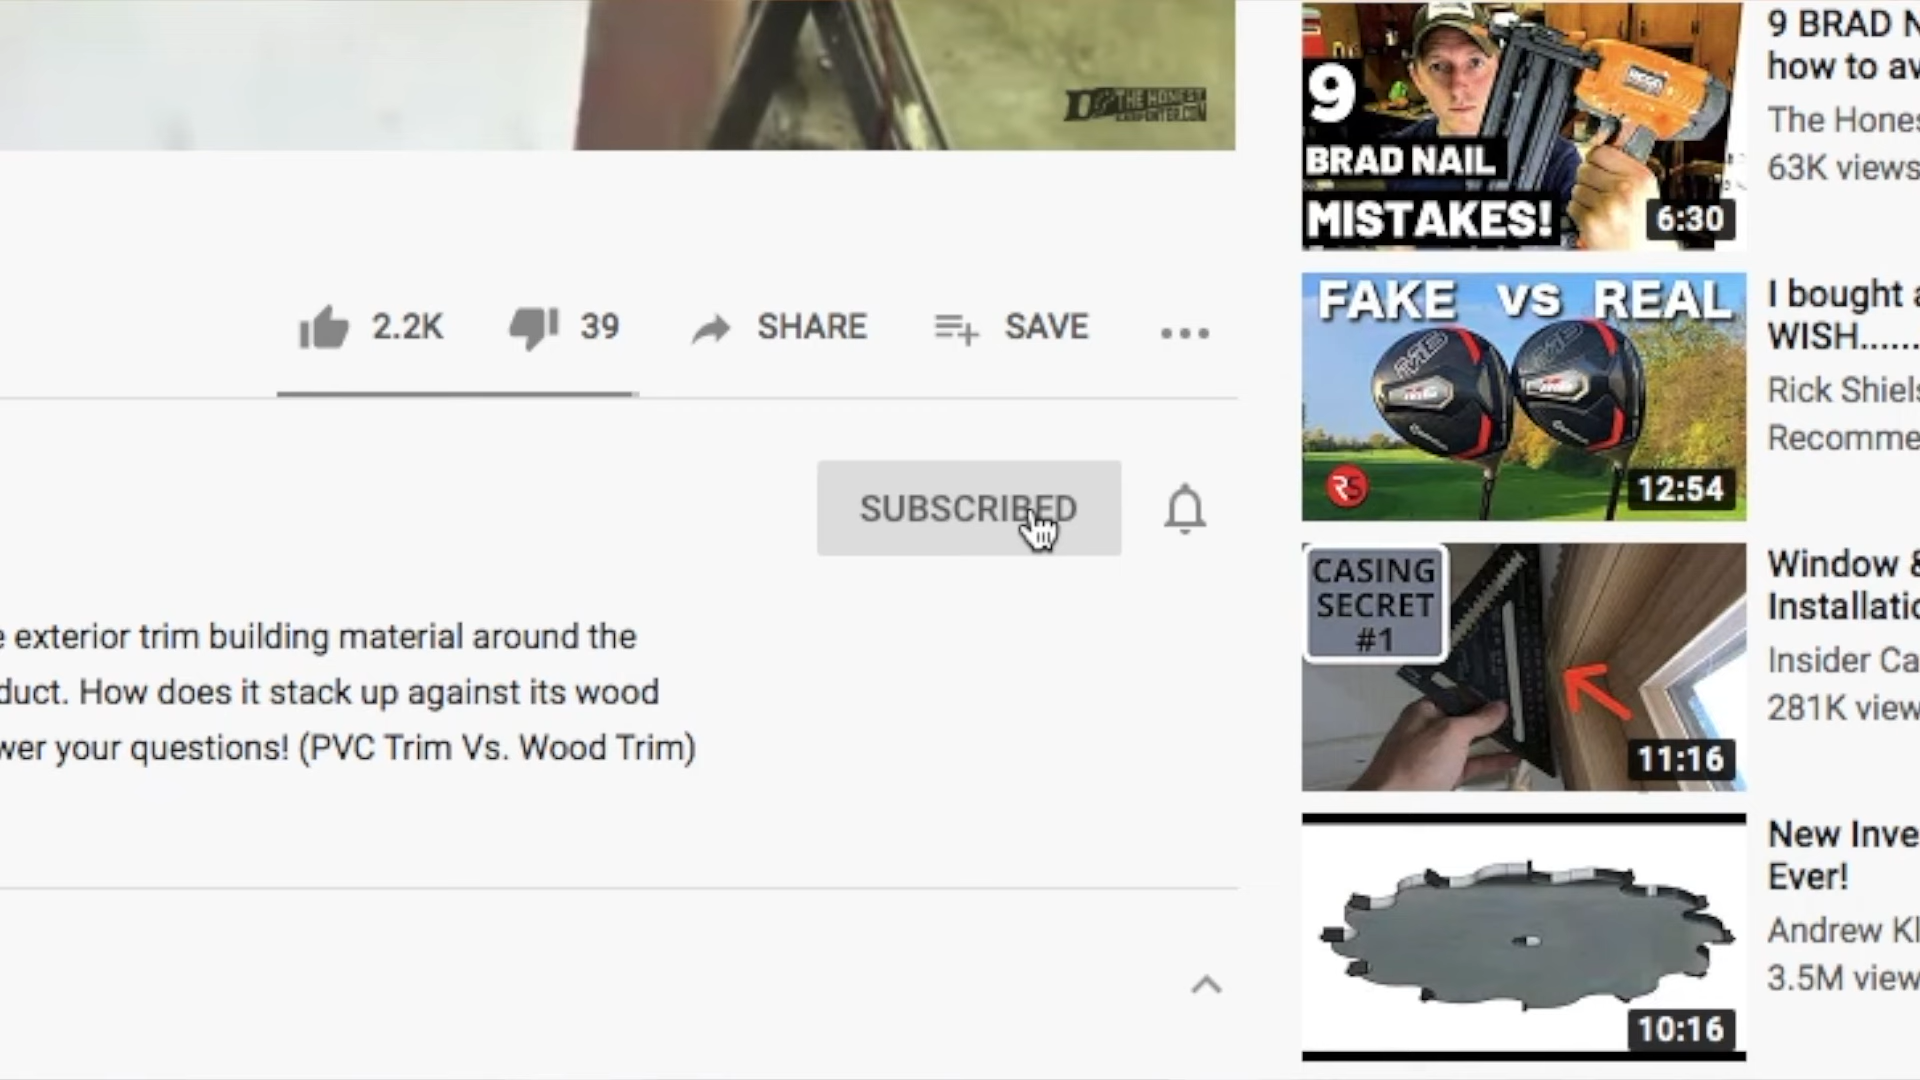 THE HONEST
CARPENTER.COM
2.2K
39
SHARE
SAVE
SUBSCRIBED
exterior trim building material around the
duct. How does it stack up against its wood
wer your questions! (PVC Trim Vs. Wood Trim)
9
BRAD NAIL
MISTAKES!
6:30
9 BRAD N
how to av
The Hones
63K views
FAKE vs REAL
RS
12:54
I bought a
WISH......
Rick Shiels
Recomme
CASING
SECRET
#1
11:16
Window &
Installatio
Insider Ca
281K view
10:16
New Inve
Ever!
Andrew Kl
3.5M view